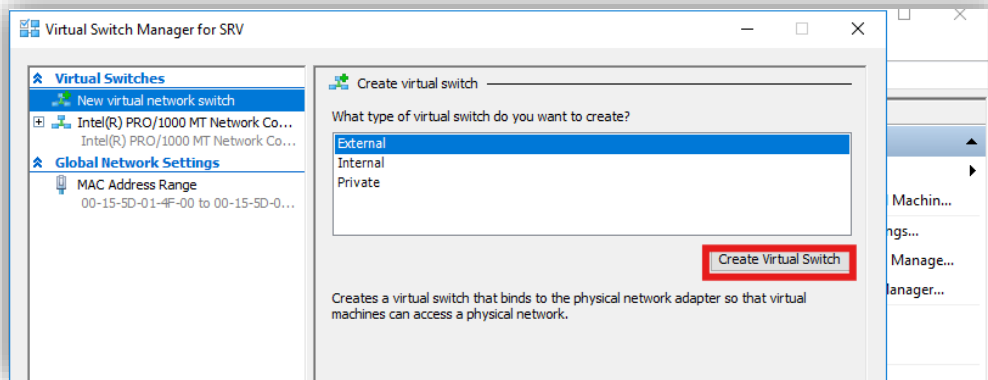 Virtual Switch Manager for SRV
Virtual Switches
New virtual network switch
Intel(R) PRO/1000 MT Network Co...
Intel(R) PRO/1000 MT Network Co...
Global Network Settings
MAC Address Range
00-15-5D-01-4F-00 to 00-15-5D-0...
Create virtual switch
What type of virtual switch do you want to create?
External
Internal
Private
Create Virtual Switch
Creates a virtual switch that binds to the physical network adapter so that virtual
machines can access a physical network.
Machin...
ngs...
Manage...
anager...